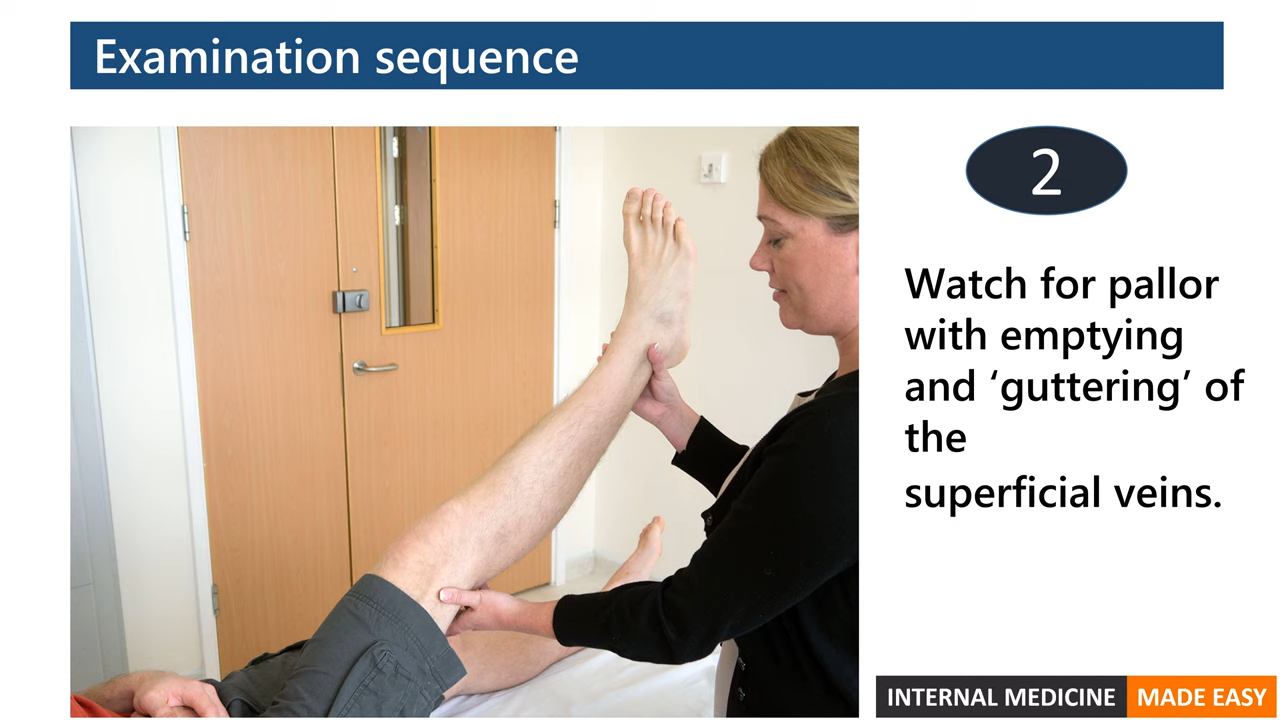 Examination sequence
2
Watch for pallor
with emptying
and ‘guttering’ of
the
superficial veins.
INTERNAL MEDICINE MADE EASY